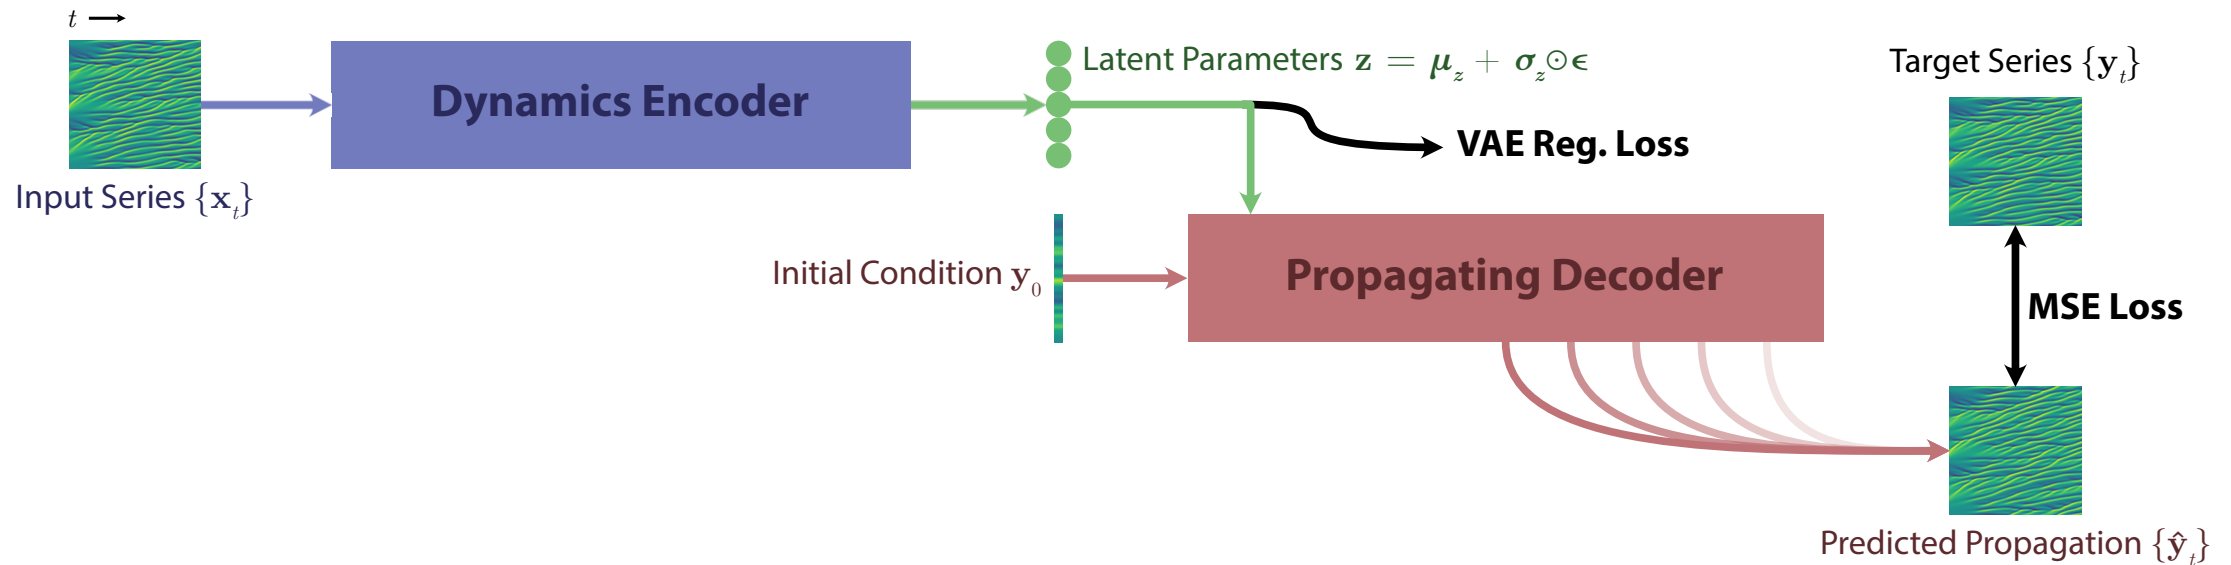 t
Dynamics Encoder
Latent Parameters z = μ_z + σ_z⊙ϵ
Target Series {y_t}
VAE Reg. Loss
Input Series {x_t}
Initial Condition y_0
Propagating Decoder
MSE Loss
Predicted Propagation {ŷ_t}